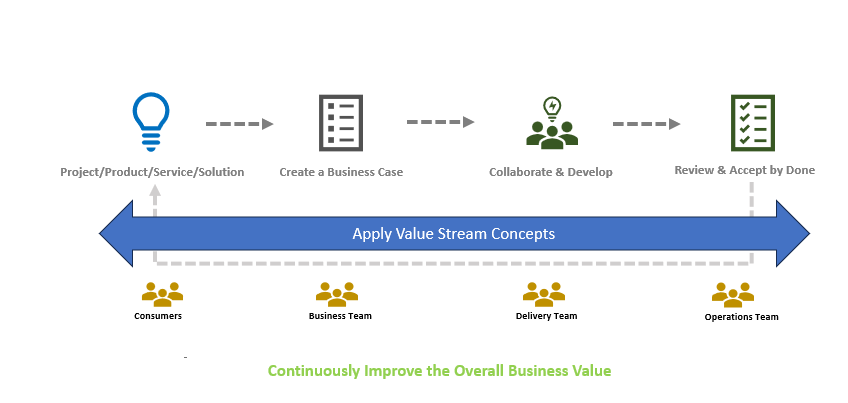 Project/Product/Service/Solution
Create a Business Case
Collaborate & Develop
Review & Accept by Done
Apply Value Stream Concepts
Consumers
Business Team
Delivery Team
Operations Team
Continuously Improve the Overall Business Value